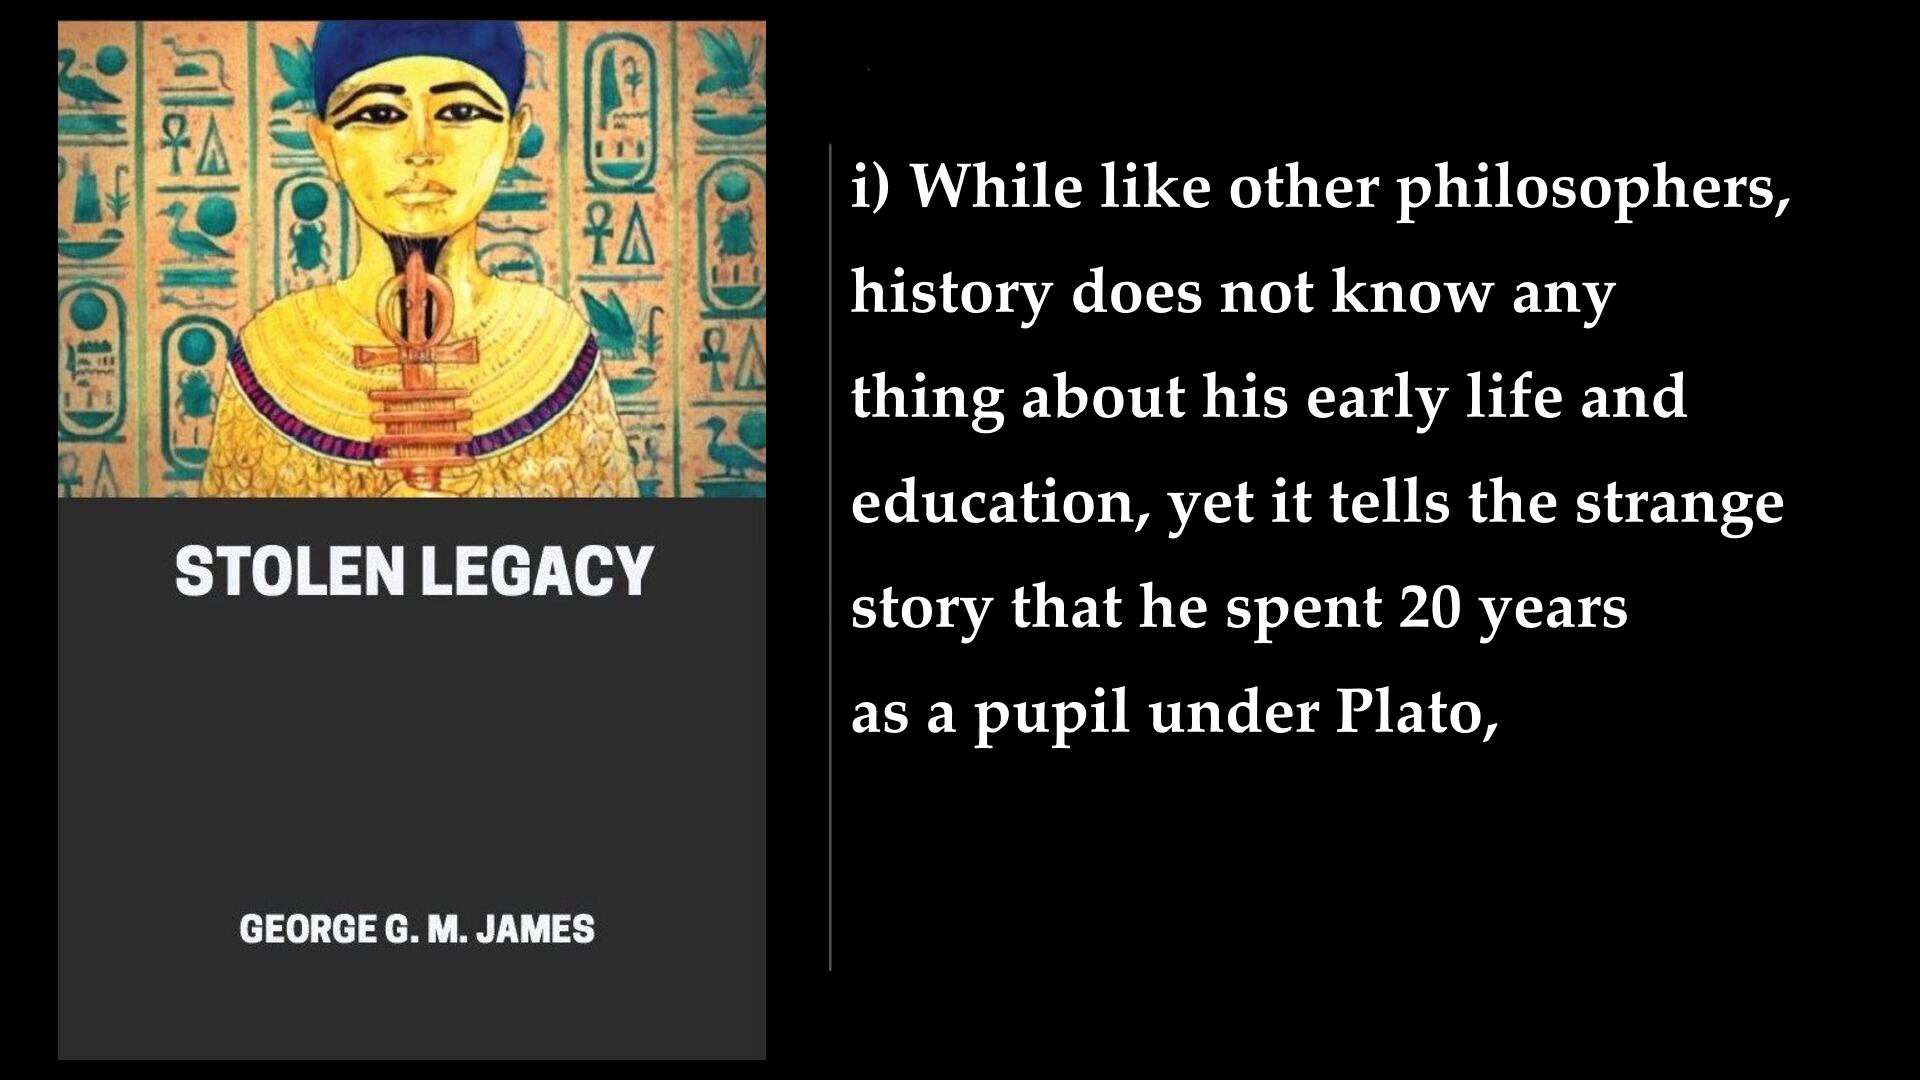 STOLEN LEGACY
GEORGE G. M. JAMES
i) While like other philosophers,
history does not know any
thing about his early life and
education, yet it tells the strange
story that he spent 20 years
as a pupil under Plato,